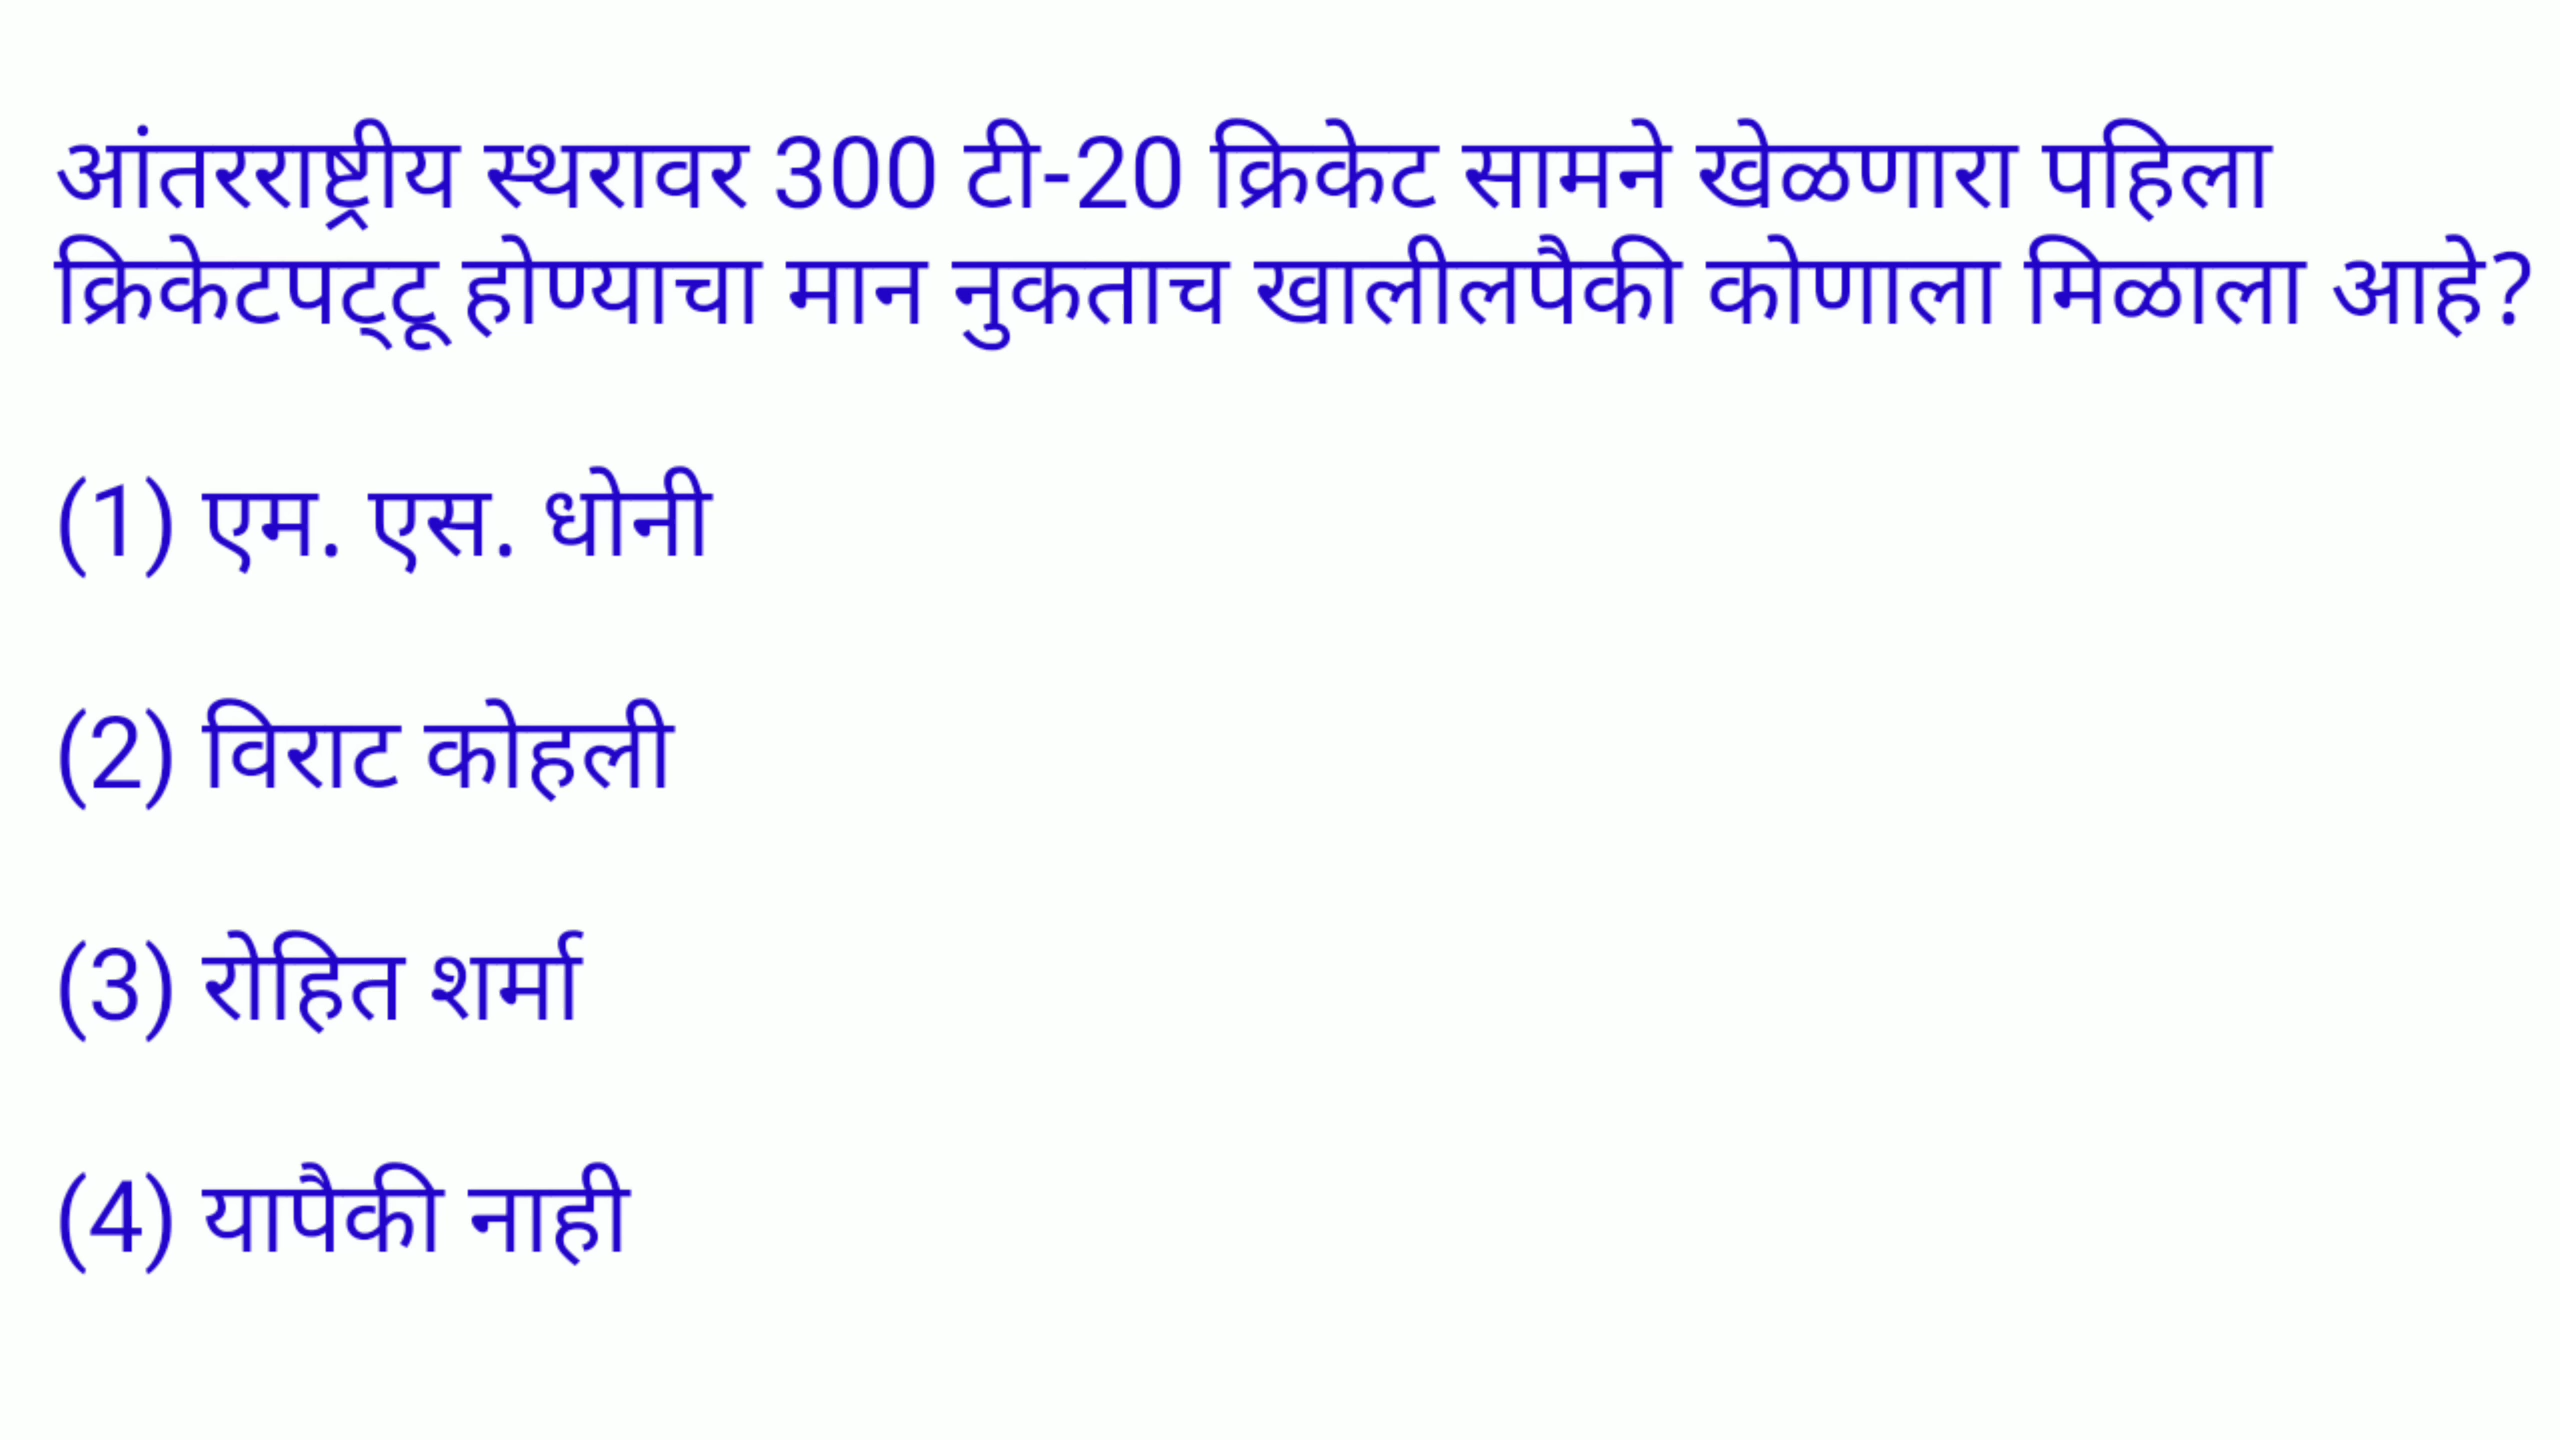 आंतरराष्ट्रीय स्थरावर 300 टी-20 क्रिकेट सामने खेळणारा पहिला
क्रिकेटपट्टू होण्याचा मान नुकताच खालीलपैकी कोणाला मिळाला आहे?
(1) एम. एस. धोनी
(2) विराट कोहली
(3) रोहित शर्मा
(4) यापैकी नाही